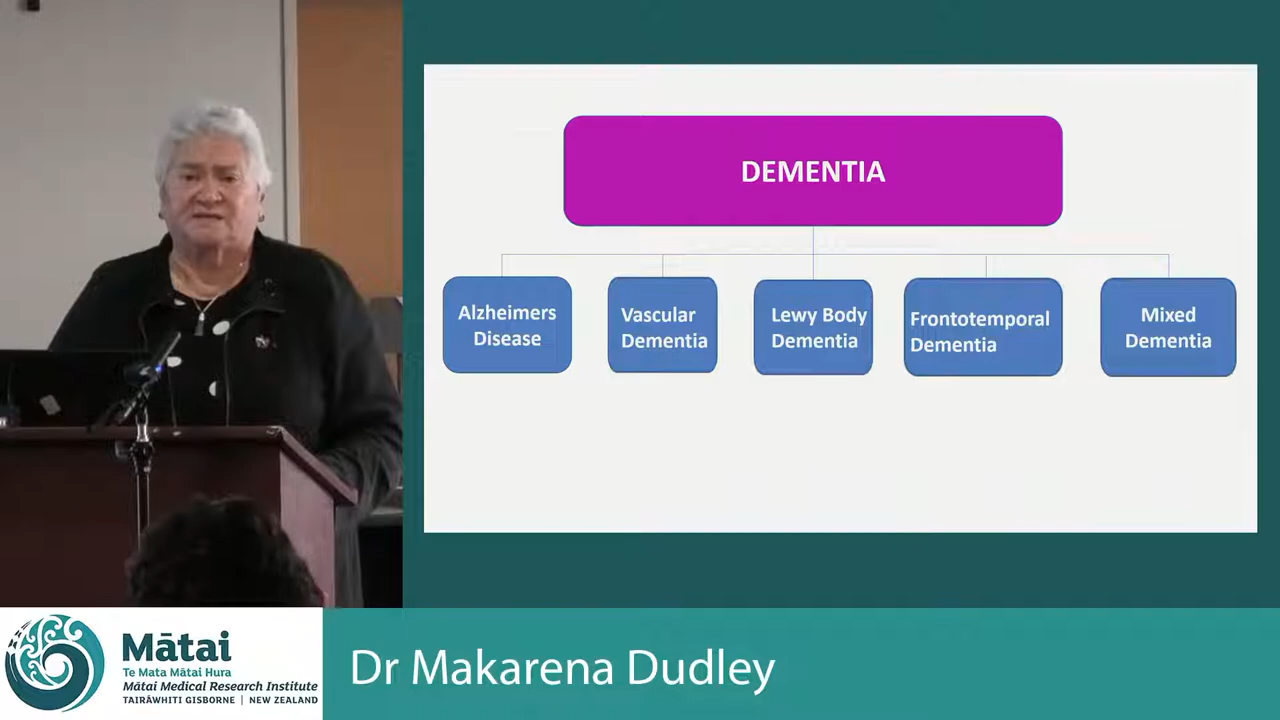 DEMENTIA
Alzheimers
Disease
Vascular
Dementia
Lewy Body
Dementia
Frontotemporal
Dementia
Mixed
Dementia
Mātai
Te Mata Mātai Hura
Mātai Medical Research Institute
TAIRĀWHITI GISBORNE | NEW ZEALAND
Dr Makarena Dudley